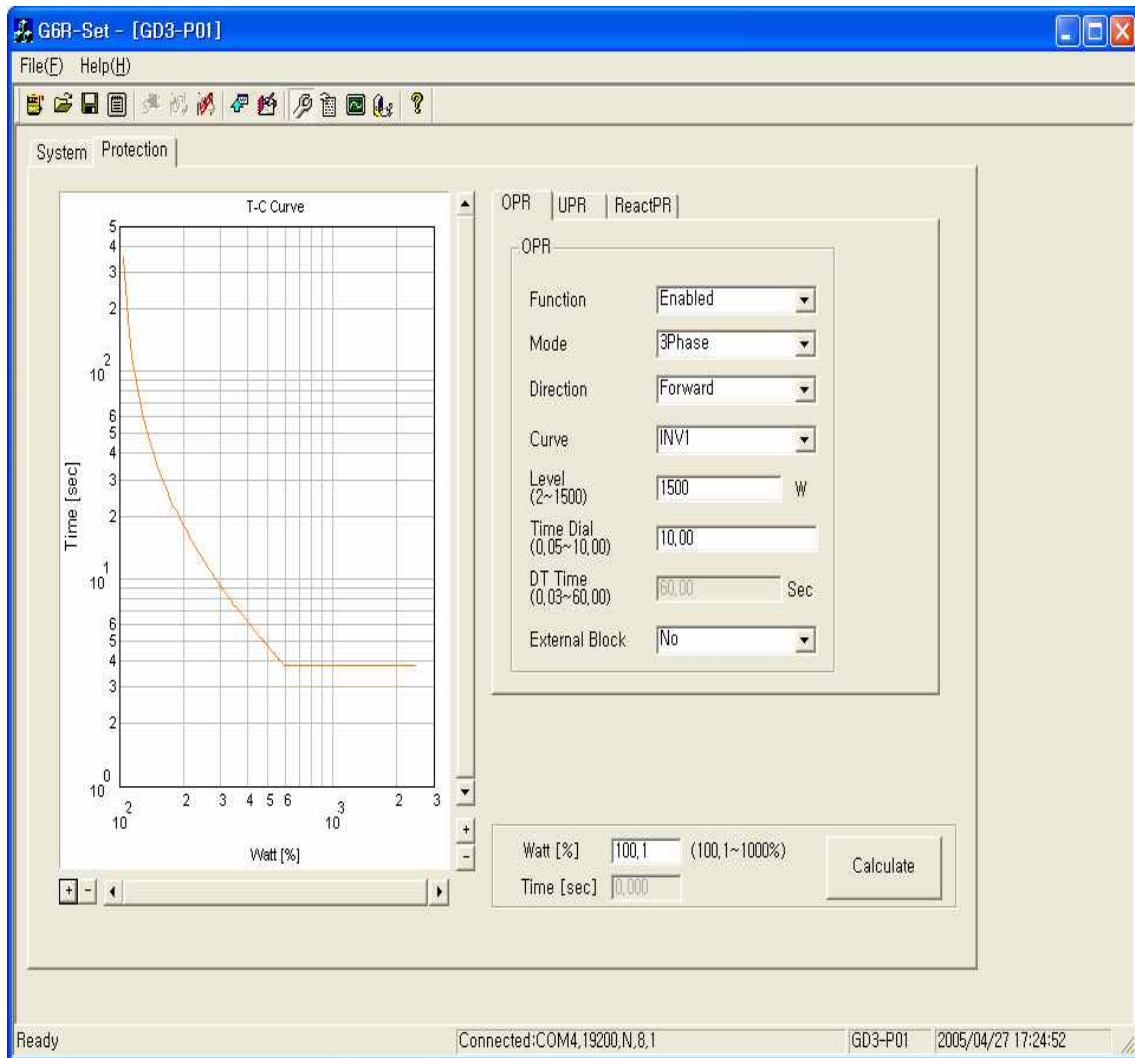 G6R-Set - [GD3-P01]
File(F) Help(H)
System Protection
T-C Curve
5
4
3
2
10 2
6
5
4
3
2
10 1
6
5
4
3
2
10 0
Time [sec]
10 2 2 3 4 5 6 10 3 2 3
Watt [%]
+ -
+
-
OPR UPR ReactPR
OPR
Function Enabled
Mode 3Phase
Direction Forward
Curve INV1
Level
(2~1500) 1500 W
Time Dial
(0,05~10,00) 10,00
DT Time
(0,03~60,00) 60,00 Sec
External Block No
Watt [%] 100,1 (100,1~1000%)
Time [sec] 0,000
Calculate
Ready Connected:COM4,19200,N,8,1 GD3-P01 2005/04/27 17:24:52